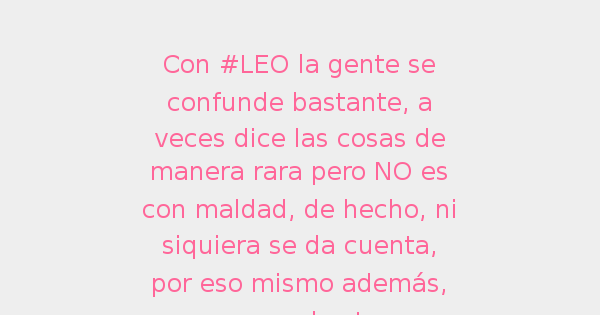 Con #LEO la gente se
confunde bastante, a
veces dice las cosas de
manera rara pero NO es
con maldad, de hecho, ni
siquiera se da cuenta,
por eso mismo además,